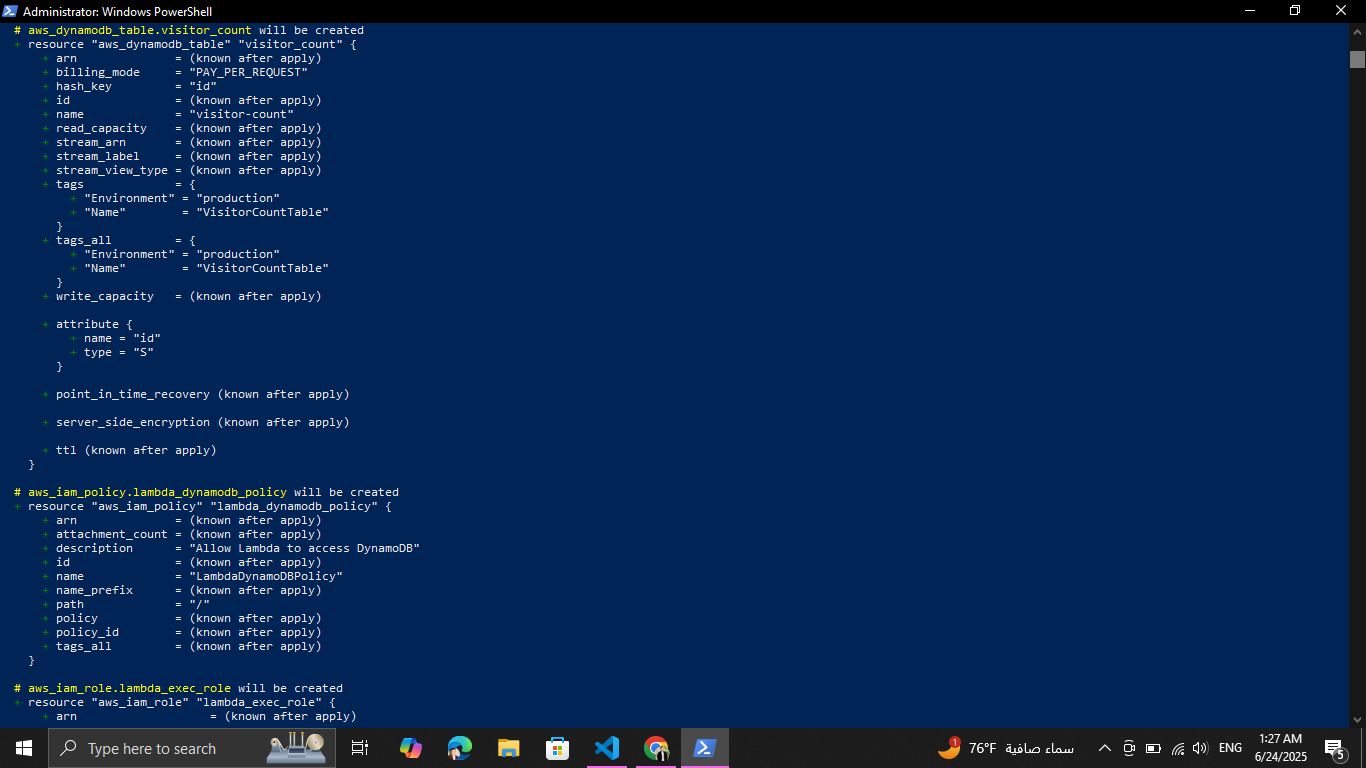 Administrator: Windows PowerShell
# aws_dynamodb_table.visitor_count will be created
+ resource "aws_dynamodb_table" "visitor_count" {
+ arn = (known after apply)
+ billing_mode = "PAY_PER_REQUEST"
+ hash_key = "id"
+ id = (known after apply)
+ name = "visitor-count"
+ read_capacity = (known after apply)
+ stream_arn = (known after apply)
+ stream_label = (known after apply)
+ stream_view_type = (known after apply)
+ tags = {
+ "Environment" = "production"
+ "Name" = "VisitorCountTable"
}
+ tags_all = {
+ "Environment" = "production"
+ "Name" = "VisitorCountTable"
}
+ write_capacity = (known after apply)
+ attribute {
+ name = "id"
+ type = "S"
}
+ point_in_time_recovery (known after apply)
+ server_side_encryption (known after apply)
+ ttl (known after apply)
}
# aws_iam_policy.lambda_dynamodb_policy will be created
+ resource "aws_iam_policy" "lambda_dynamodb_policy" {
+ arn = (known after apply)
+ attachment_count = (known after apply)
+ description = "Allow Lambda to access DynamoDB"
+ id = (known after apply)
+ name = "LambdaDynamoDBPolicy"
+ name_prefix = (known after apply)
+ path = "/"
+ policy = (known after apply)
+ policy_id = (known after apply)
+ tags_all = (known after apply)
}
# aws_iam_role.lambda_exec_role will be created
+ resource "aws_iam_role" "lambda_exec_role" {
+ arn = (known after apply)
Type here to search
1
76°F سماء صافية
ENG
1:27 AM
6/24/2025
5